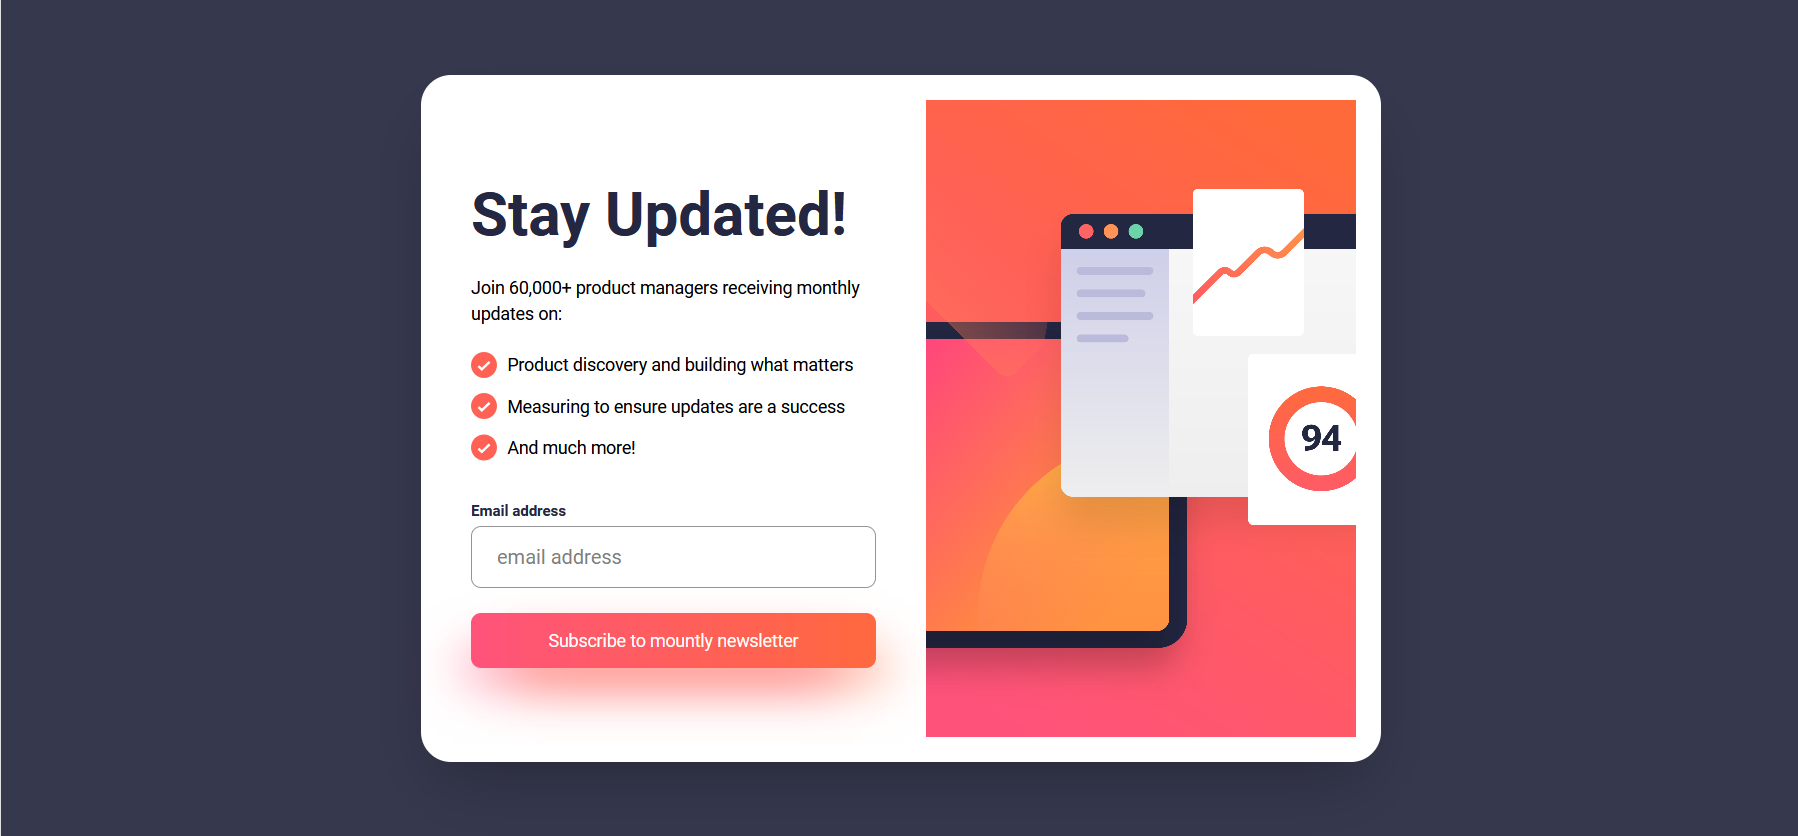 Stay Updated!
Join 60,000+ product managers receiving monthly
updates on:
Product discovery and building what matters
Measuring to ensure updates are a success
And much more!
Email address
email address
Subscribe to mountly newsletter
94